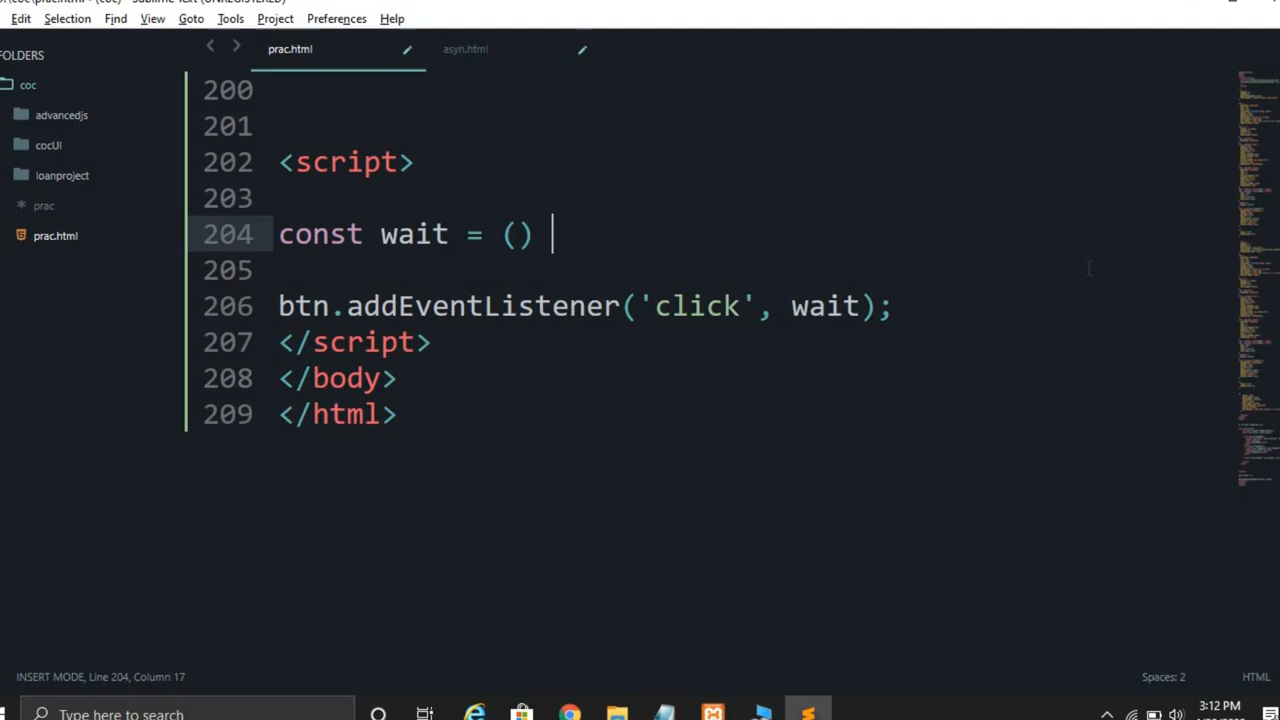 Edit Selection Find View Goto Tools Project Preferences Help
FOLDERS
coc
advancedjs
cocUI
loanproject
prac
prac.html
prac.html
asyn.html
200
201
202 <script>
203
204 const wait = ()
205
206 btn.addEventListener('click', wait);
207 </script>
208 </body>
209 </html>
INSERT MODE, Line 204, Column 17
Spaces: 2
HTML
Type here to search
3:12 PM